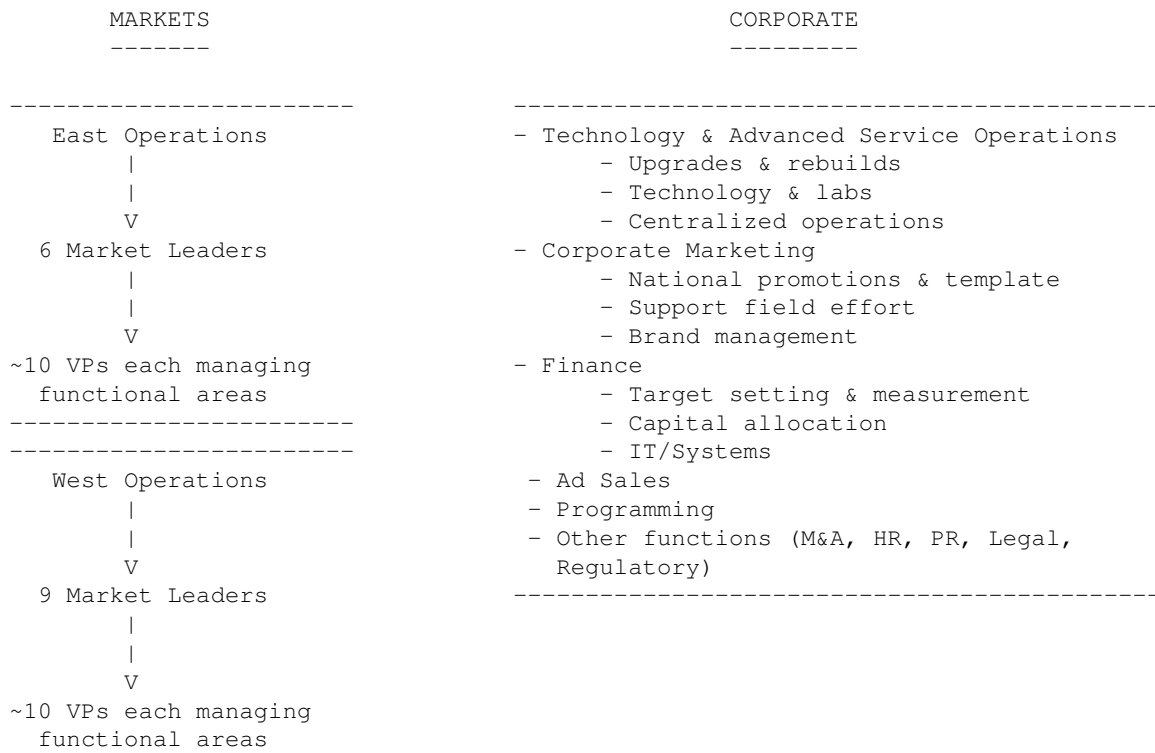 MARKETS
-------
------------------------
East Operations
|
|
V
6 Market Leaders
|
|
V
~10 VPs each managing
functional areas
------------------------
------------------------
West Operations
|
|
V
9 Market Leaders
|
|
V
~10 VPs each managing
functional areas
CORPORATE
---------
---------------------------------------------
- Technology & Advanced Service Operations
- Upgrades & rebuilds
- Technology & labs
- Centralized operations
- Corporate Marketing
- National promotions & template
- Support field effort
- Brand management
- Finance
- Target setting & measurement
- Capital allocation
- IT/Systems
- Ad Sales
- Programming
- Other functions (M&A, HR, PR, Legal,
Regulatory)
---------------------------------------------